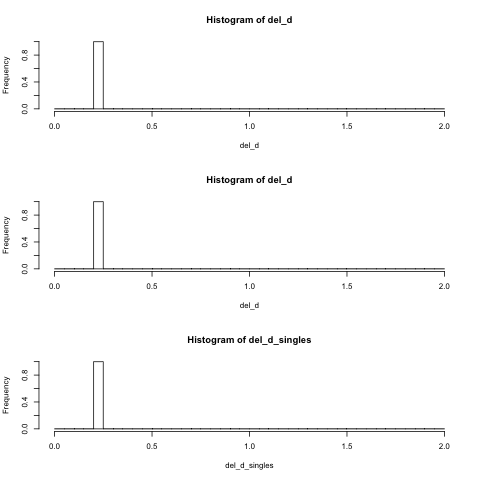 Histogram of del_d
Frequency
0.0 0.4 0.8
0.0 0.5 1.0 1.5 2.0
del_d
Histogram of del_d
Frequency
0.0 0.4 0.8
0.0 0.5 1.0 1.5 2.0
del_d
Histogram of del_d_singles
Frequency
0.0 0.4 0.8
0.0 0.5 1.0 1.5 2.0
del_d_singles